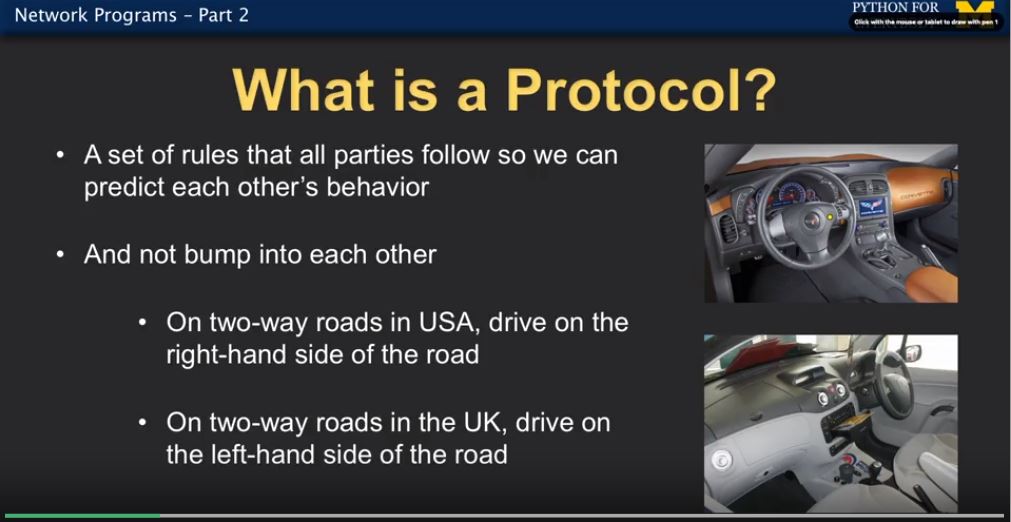 Network Programs – Part 2
PYTHON FOR
Click with the mouse or tablet to draw with pen 1
What is a Protocol?
• A set of rules that all parties follow so we can
predict each other’s behavior
• And not bump into each other
• On two-way roads in USA, drive on the
right-hand side of the road
• On two-way roads in the UK, drive on
the left-hand side of the road
CORVETTE